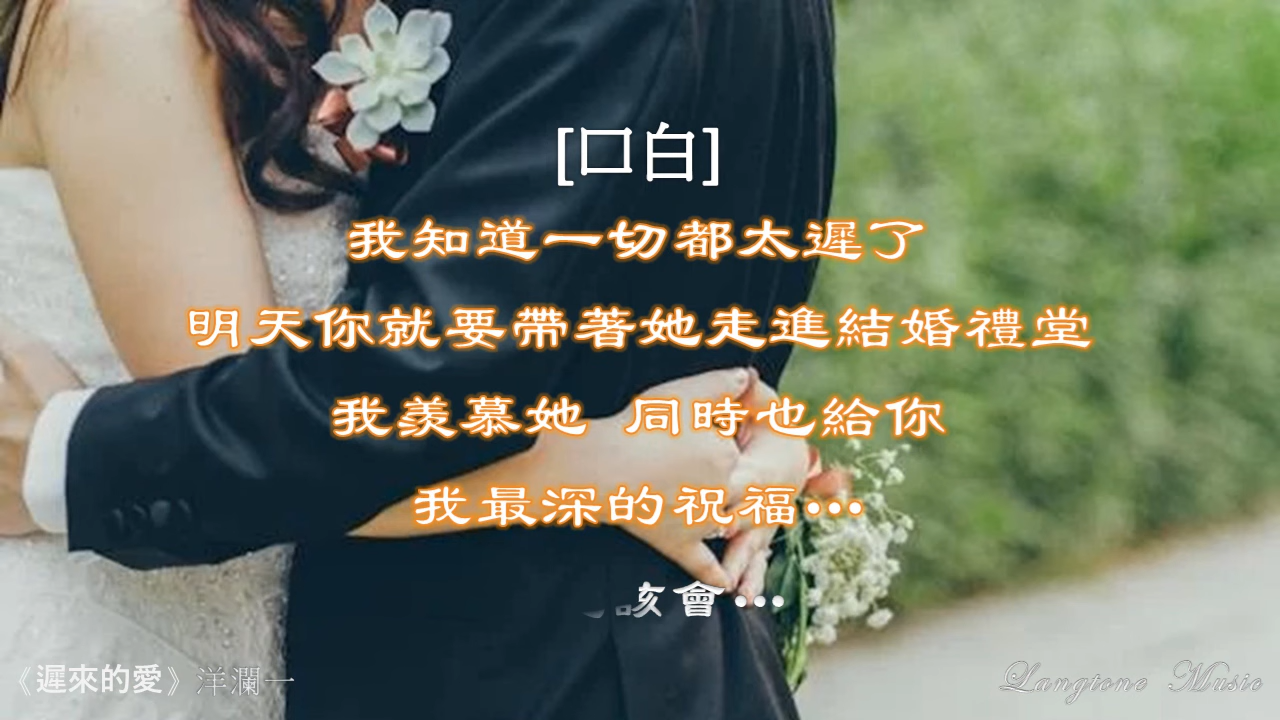 [口白]
我知道一切都太遲了
明天你就要帶著她走進結婚禮堂
我羨慕她 同時也給你
我最深的祝福…
該會…
《遲來的愛》洋瀾一
Langtone Music